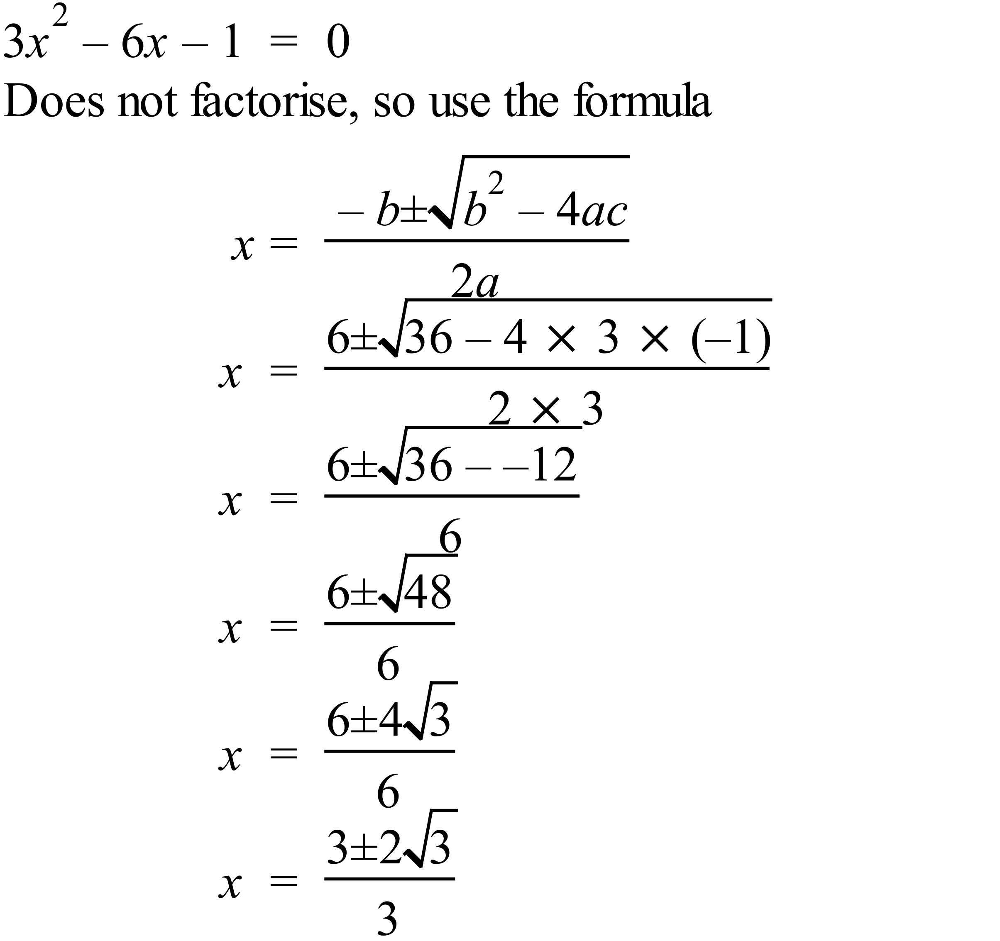 3x² − 6x − 1 = 0
Does not factorise, so use the formula
x = (− b ± √(b² − 4ac)) / 2a
x = (6 ± √(36 − 4 × 3 × (−1))) / (2 × 3)
x = (6 ± √(36 − −12)) / 6
x = (6 ± √48) / 6
x = (6 ± 4√3) / 6
x = (3 ± 2√3) / 3